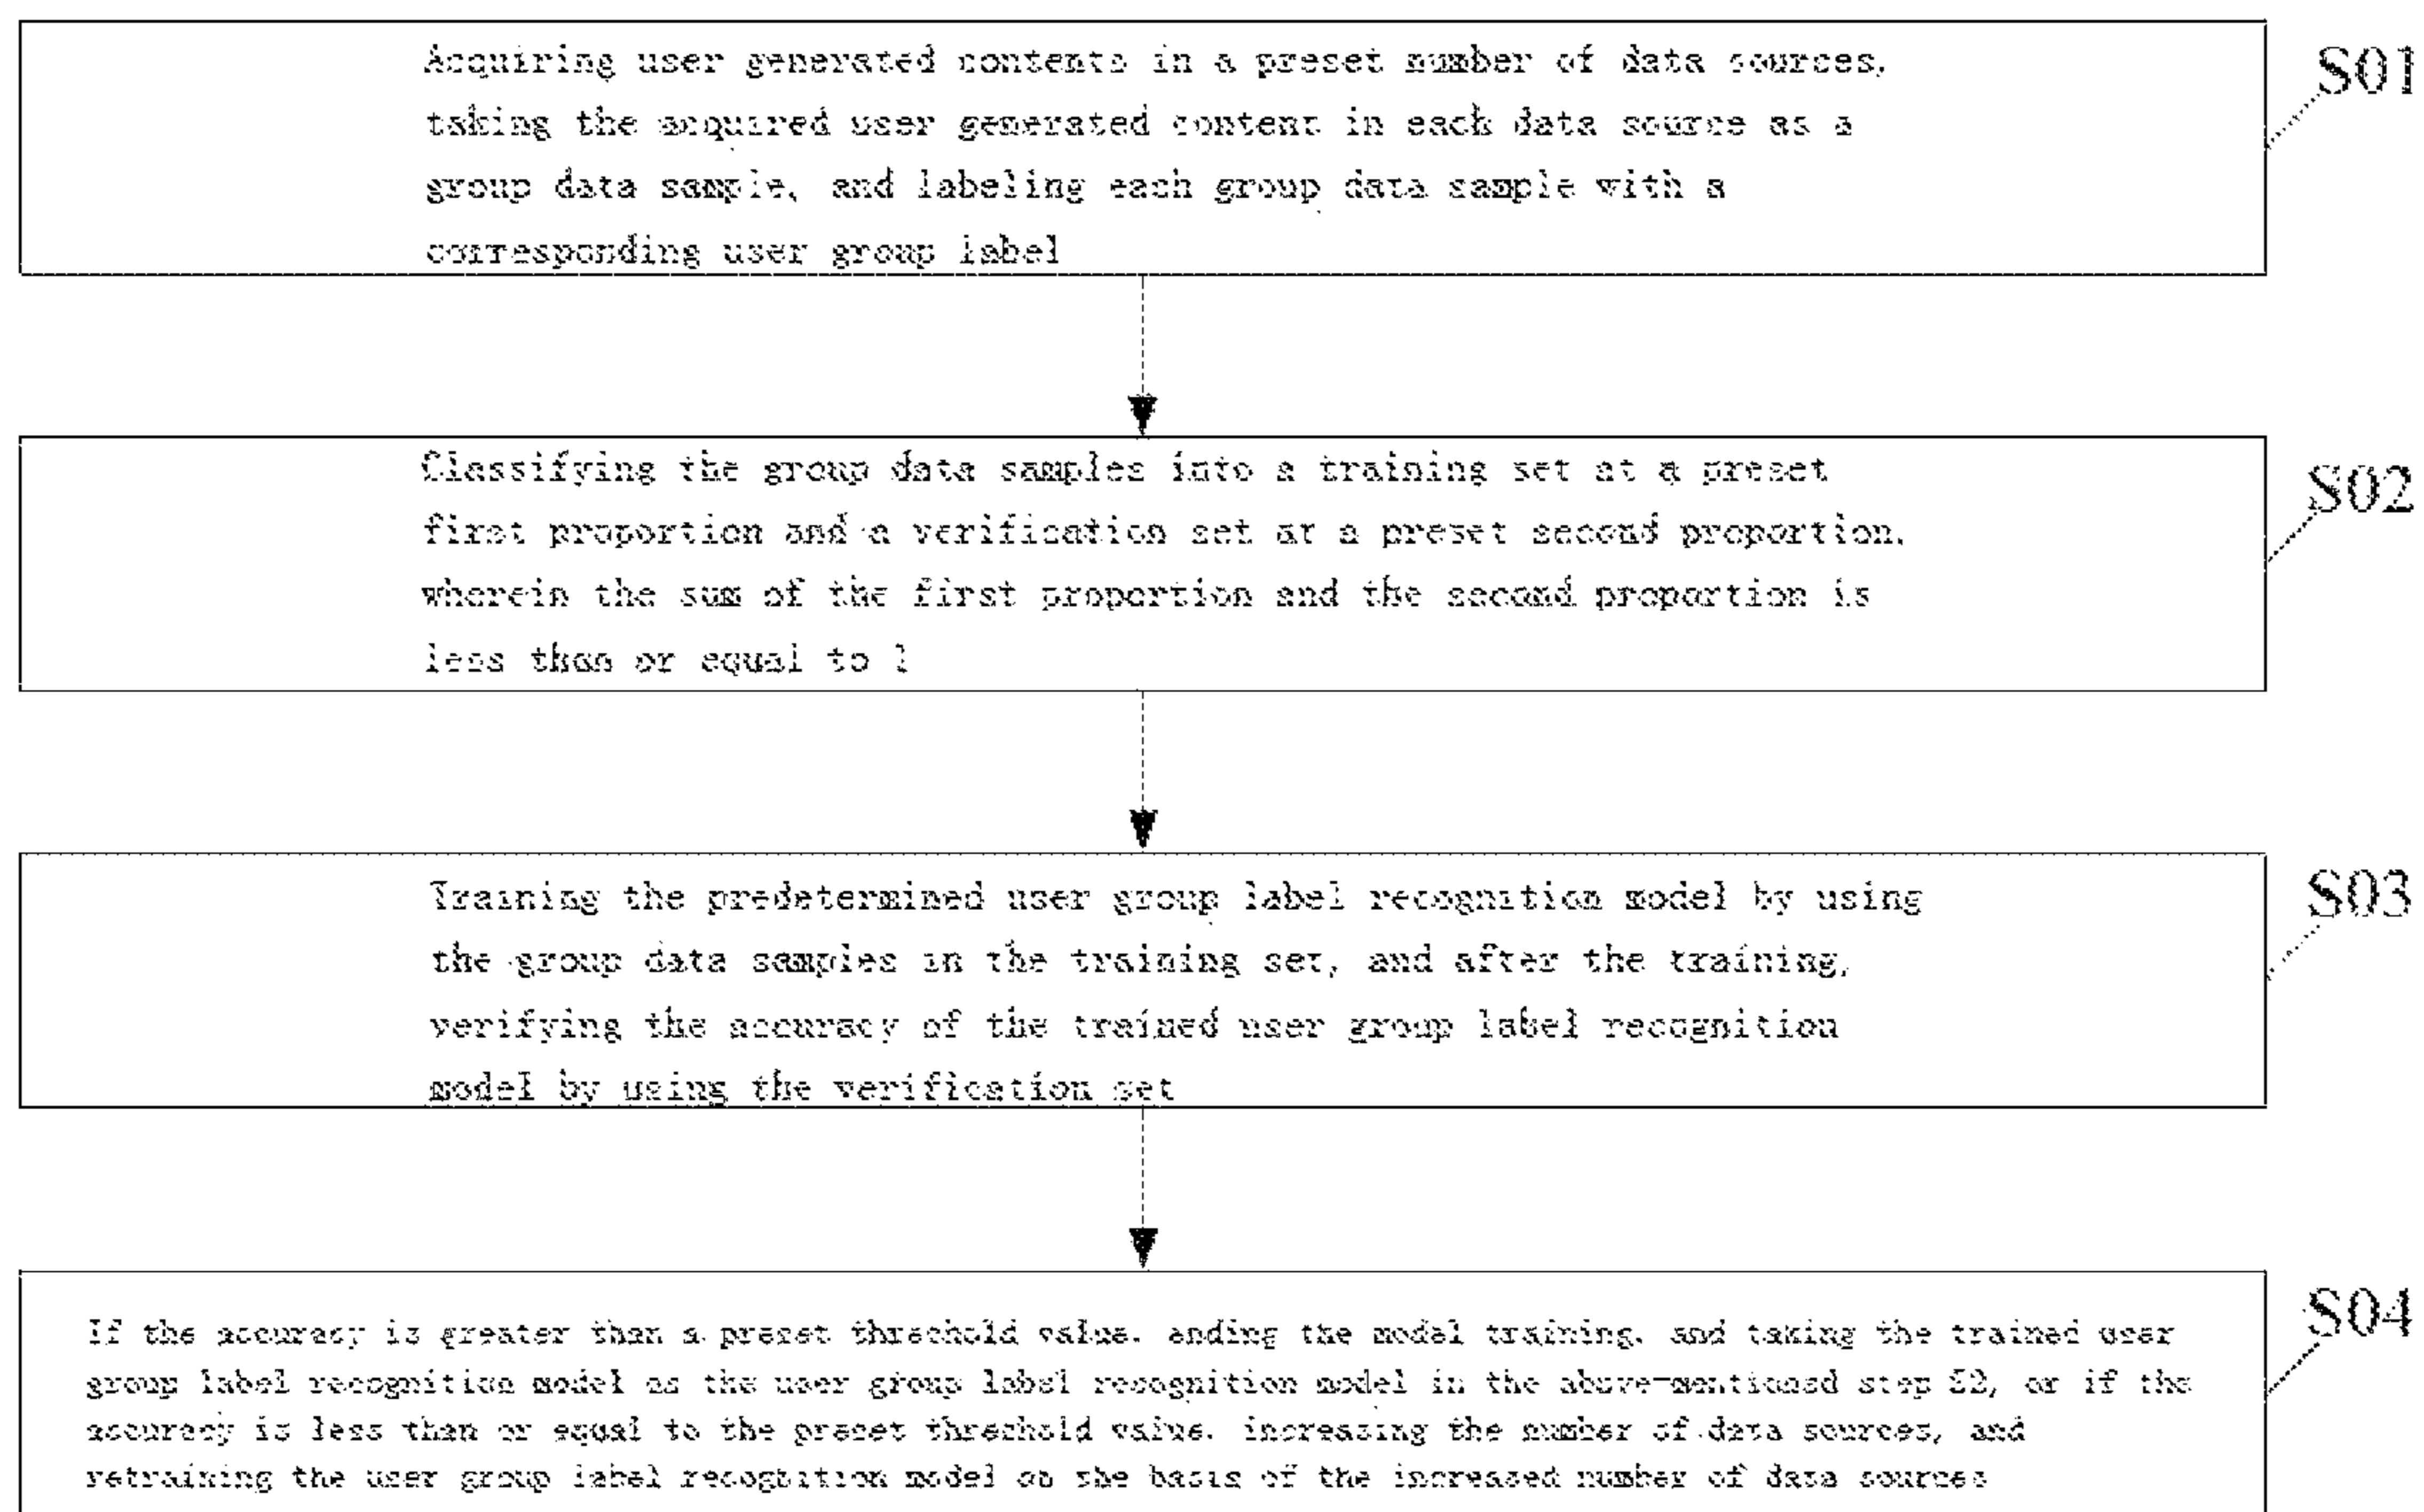 Acquiring user generated contents in a preset number of data sources,
S01
taking the acquired user generated content in each data source as a
group data sample, and labeling each group data sample with a
corresponding user group label
Classifying the group data samples into a training set at a preset
S02
first proportion and a verification set at a preset second proportion,
wherein the sum of the first proportion and the second proportion is
less than or equal to 1
Training the predetermined user group label recognition model by using
S03
the group data samples in the training set, and after the training,
verifying the accuracy of the trained user group label recognition
model by using the verification set
If the accuracy is greater than a preset threshold value, ending the model training, and taking the trained user
S04
group label recognition model as the user group label recognition model in the above-mentioned step S2, or if the
accuracy is less than or equal to the preset threshold value, increasing the number of data sources, and
retraining the user group label recognition model on the basis of the increased number of data sources